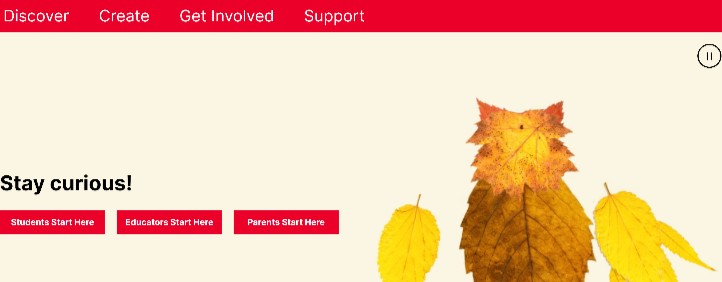 Discover Create Get Involved Support
Stay curious!
Students Start Here Educators Start Here Parents Start Here